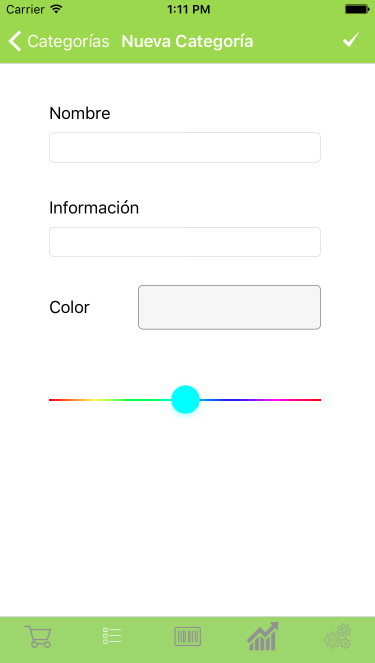 Carrier 1:11 PM
Categorías Nueva Categoría
Nombre
Información
Color